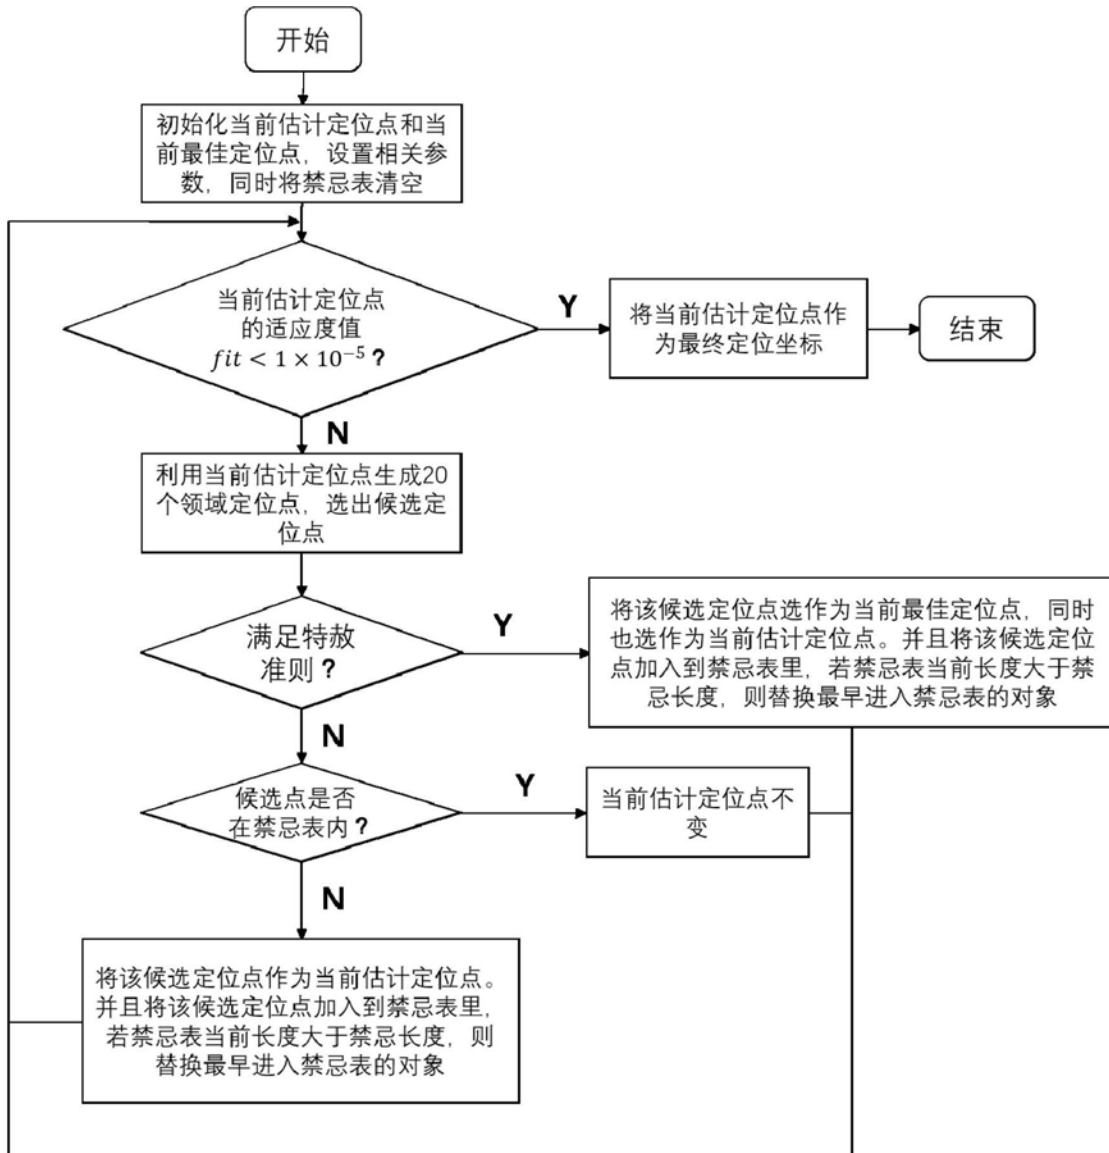 开始
初始化当前估计定位点和当
前最佳定位点，设置相关参
数，同时将禁忌表清空
当前估计定位点
的适应度值
fit < 1 × 10⁻⁵ ?
Y
将当前估计定位点作
为最终定位坐标
结束
N
利用当前估计定位点生成20
个领域定位点，选出候选定
位点
满足特赦
准则？
Y
将该候选定位点选作为当前最佳定位点，同时
也选作为当前估计定位点。并且将该候选定位
点加入到禁忌表里，若禁忌表当前长度大于禁
忌长度，则替换最早进入禁忌表的对象
N
候选点是否
在禁忌表内？
Y
当前估计定位点不
变
N
将该候选定位点作为当前估计定位点。
并且将该候选定位点加入到禁忌表里，
若禁忌表当前长度大于禁忌长度，则
替换最早进入禁忌表的对象